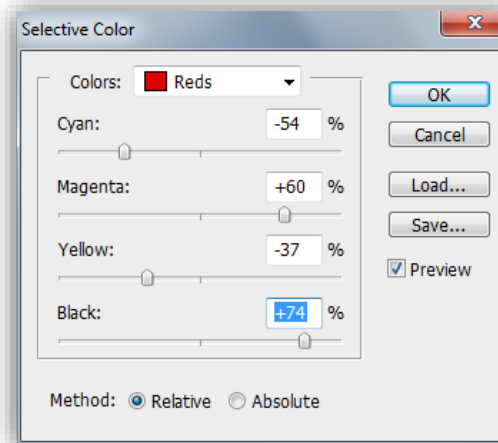 Selective Color
Colors: Reds
OK
Cyan: -54 %
Cancel
Magenta: +60 %
Load...
Save...
Yellow: -37 %
Preview
Black: +74 %
Method: Relative Absolute